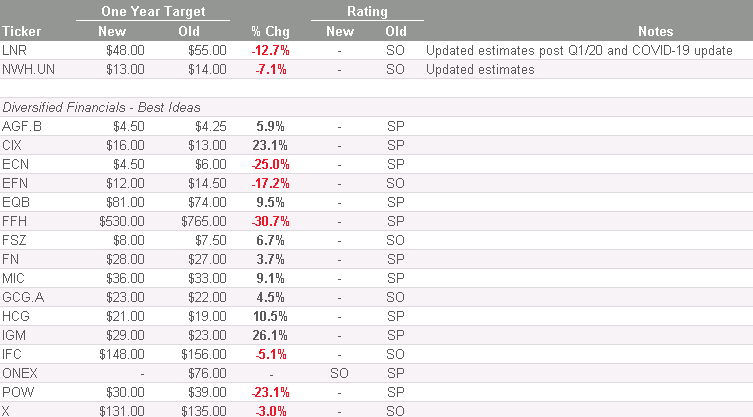 One Year Target Rating
Ticker New Old % Chg New Old Notes
LNR $48.00 $55.00 -12.7% - SO Updated estimates post Q1/20 and COVID-19 update
NWH.UN $13.00 $14.00 -7.1% - SO Updated estimates
Diversified Financials - Best Ideas
AGF.B $4.50 $4.25 5.9% - SP
CIX $16.00 $13.00 23.1% - SP
ECN $4.50 $6.00 -25.0% - SP
EFN $12.00 $14.50 -17.2% - SO
EQB $81.00 $74.00 9.5% - SP
FFH $530.00 $765.00 -30.7% - SP
FSZ $8.00 $7.50 6.7% - SO
FN $28.00 $27.00 3.7% - SP
MIC $36.00 $33.00 9.1% - SP
GCG.A $23.00 $22.00 4.5% - SO
HCG $21.00 $19.00 10.5% - SP
IGM $29.00 $23.00 26.1% - SP
IFC $148.00 $156.00 -5.1% - SO
ONEX - $76.00 - SO SP
POW $30.00 $39.00 -23.1% - SP
X $131.00 $135.00 -3.0% - SO